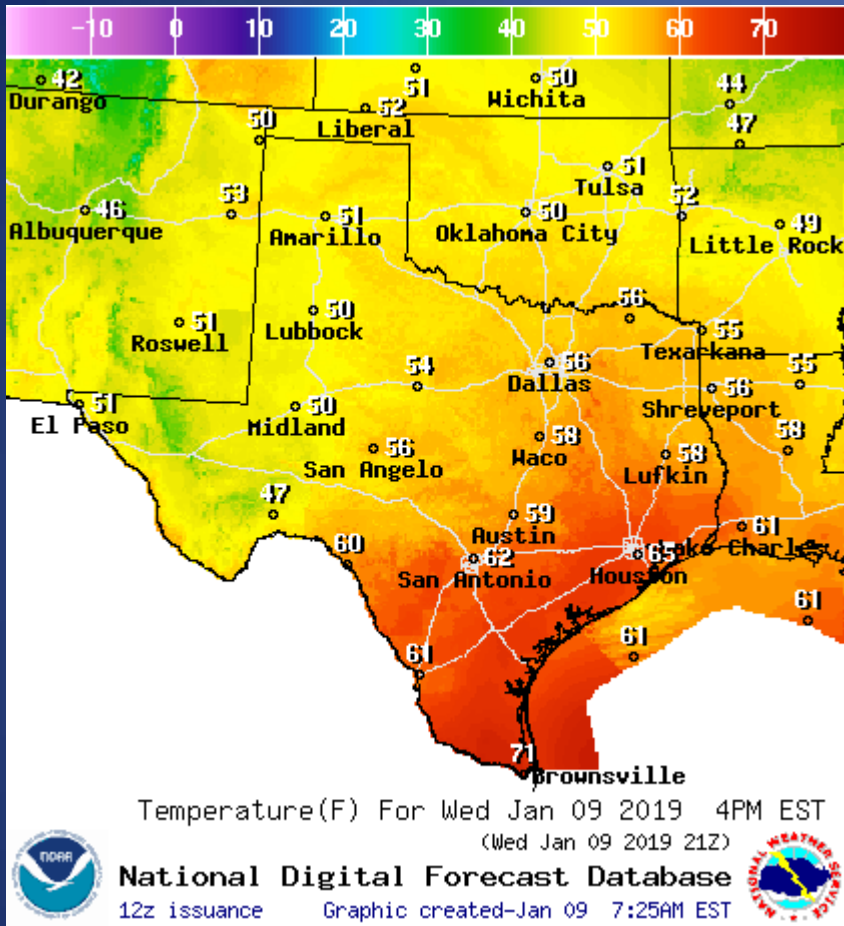 -10 0 10 20 30 40 50 60 70
42
Durango
51
50
Wichita
44
52
Liberal
50
47
51
Tulsa
46
Albuquerque
53
51
Amarillo
50
Oklahoma City
52
49
Little Rock
51
Roswell
50
Lubbock
56
55
Texarkana
56
Dallas
54
56
Shreveport
55
51
El Paso
50
Midland
56
San Angelo
58
Waco
58
Lufkin
58
47
59
Austin
61
Lake Charles
60
62
San Antonio
65
Houston
61
61
61
71
Brownsville
Temperature(F) For Wed Jan 09 2019 4PM EST
(Wed Jan 09 2019 21Z)
National Digital Forecast Database
12z issuance Graphic created-Jan 09 7:25AM EST
NOAA
NATIONAL WEATHER SERVICE